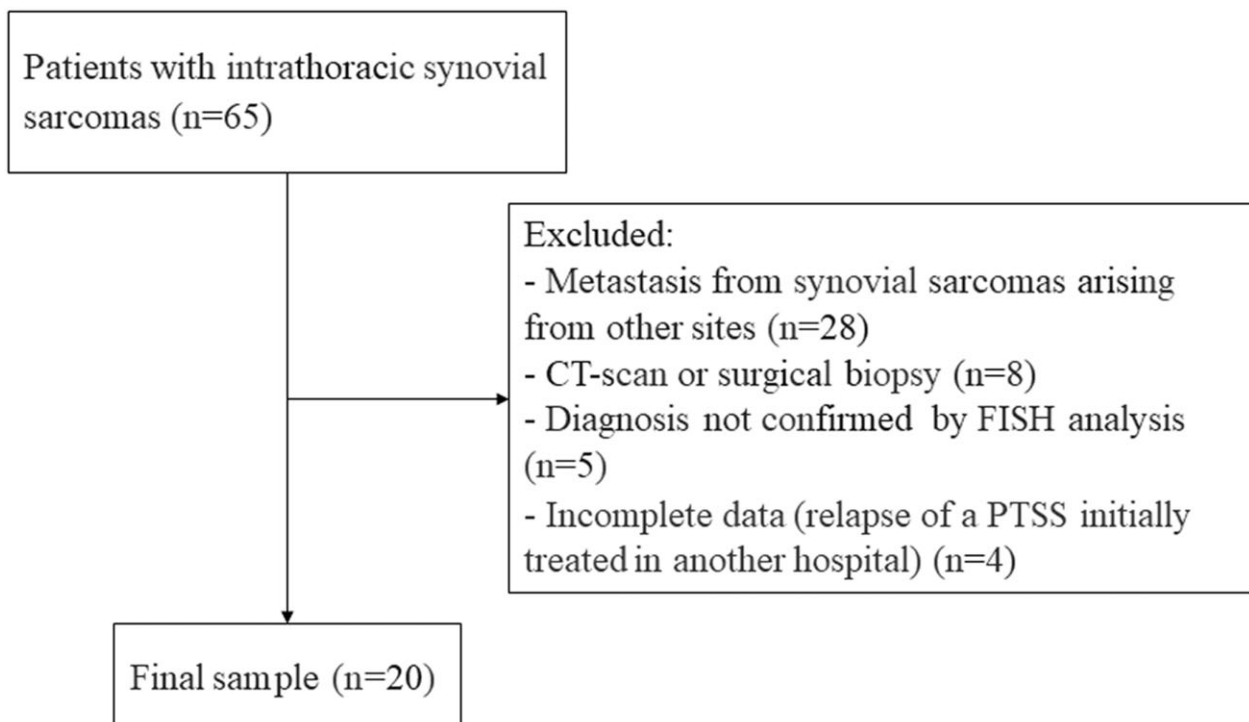 Patients with intrathoracic synovial
sarcomas (n=65)
Excluded:
- Metastasis from synovial sarcomas arising
from other sites (n=28)
- CT-scan or surgical biopsy (n=8)
- Diagnosis not confirmed by FISH analysis
(n=5)
- Incomplete data (relapse of a PTSS initially
treated in another hospital) (n=4)
Final sample (n=20)